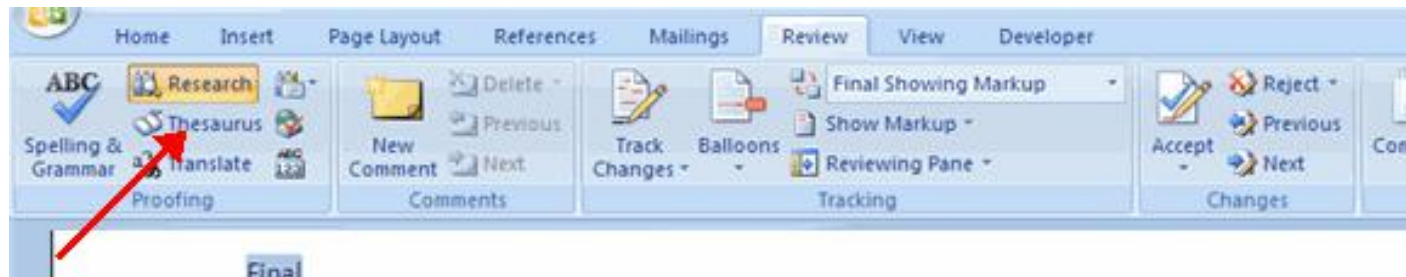 Home Insert Page Layout References Mailings Review View Developer
ABC Research
Thesaurus
Spelling & Grammar
Translate
ABC 123
Proofing
New Comment
Delete
Previous
Next
Comments
Track Changes
Balloons
Final Showing Markup
Show Markup
Reviewing Pane
Tracking
Accept
Reject
Previous
Next
Changes
Final